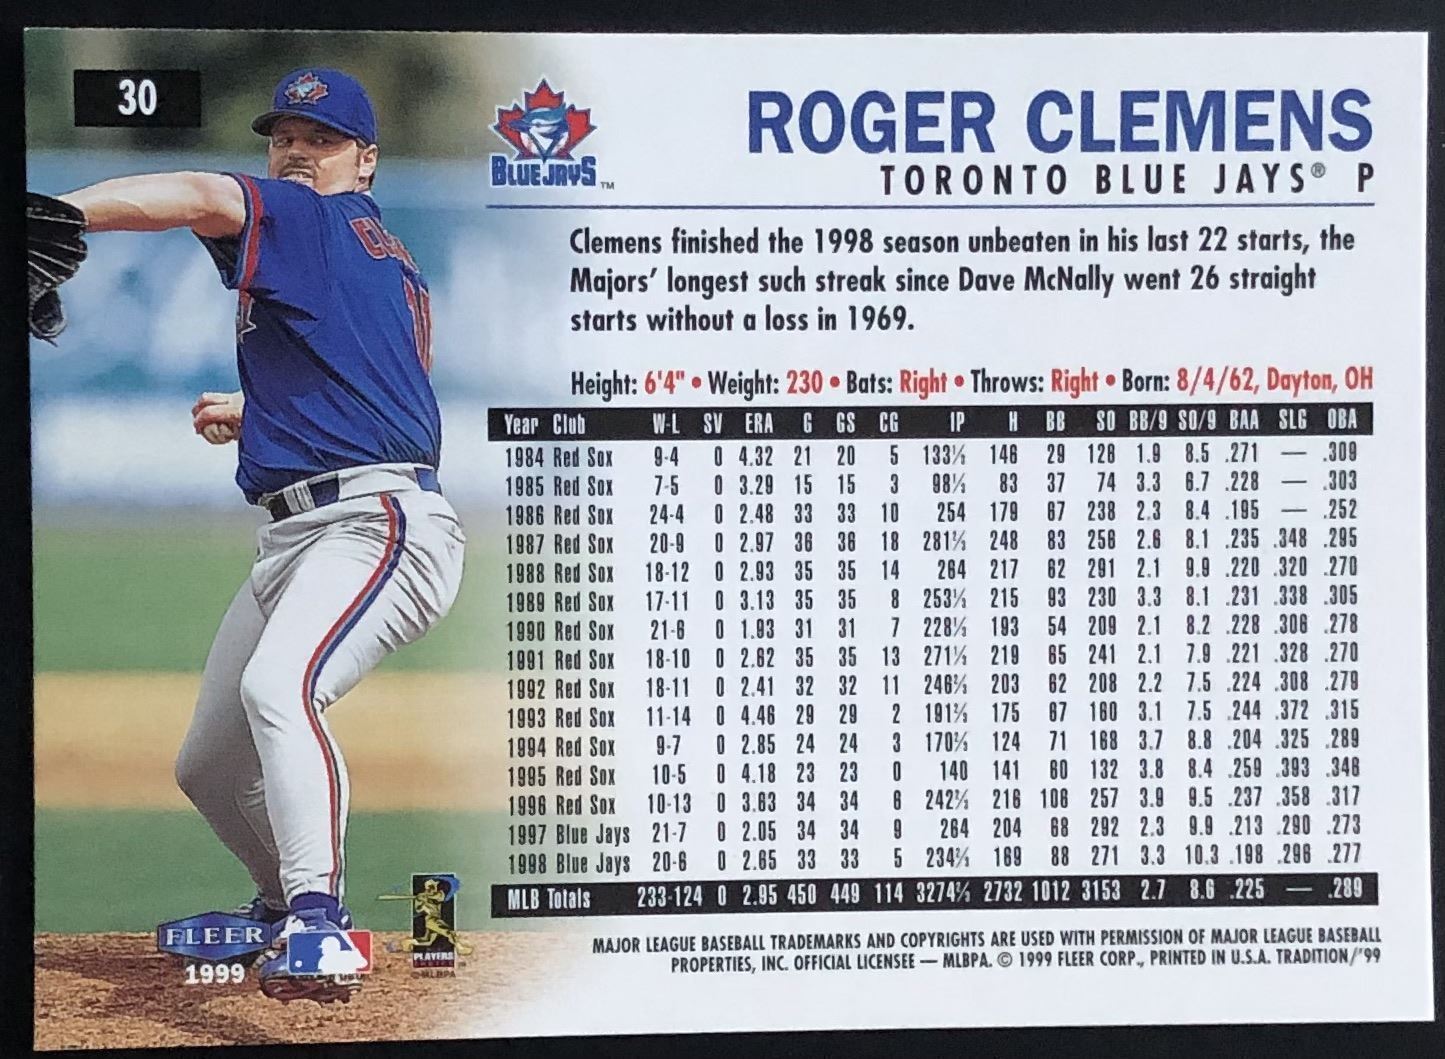 30
BLUE JAYS™
ROGER CLEMENS
TORONTO BLUE JAYS® P
Clemens finished the 1998 season unbeaten in his last 22 starts, the
Majors' longest such streak since Dave McNally went 26 straight
starts without a loss in 1969.
Height: 6'4" • Weight: 230 • Bats: Right • Throws: Right • Born: 8/4/62, Dayton, OH
Year Club W-L SV ERA G GS CG IP H BB SO BB/9 SO/9 BAA SLG OBA
1984 Red Sox 9-4 0 4.32 21 20 5 133⅓ 146 29 126 1.9 8.5 .271 — .309
1985 Red Sox 7-5 0 3.29 15 15 3 98⅓ 83 37 74 3.3 6.7 .228 — .303
1986 Red Sox 24-4 0 2.48 33 33 10 254 179 67 238 2.3 8.4 .195 — .252
1987 Red Sox 20-9 0 2.97 36 36 18 281⅔ 248 83 256 2.6 8.1 .235 .348 .295
1988 Red Sox 18-12 0 2.93 35 35 14 264 217 62 291 2.1 9.9 .220 .320 .270
1989 Red Sox 17-11 0 3.13 35 35 8 253⅓ 215 93 230 3.3 8.1 .231 .338 .305
1990 Red Sox 21-6 0 1.93 31 31 7 228⅓ 193 54 209 2.1 8.2 .228 .306 .278
1991 Red Sox 18-10 0 2.62 35 35 13 271⅓ 219 65 241 2.1 7.9 .221 .328 .270
1992 Red Sox 18-11 0 2.41 32 32 11 246⅔ 203 62 208 2.2 7.5 .224 .308 .279
1993 Red Sox 11-14 0 4.46 29 29 2 191⅔ 175 67 160 3.1 7.5 .244 .372 .315
1994 Red Sox 9-7 0 2.85 24 24 3 170⅔ 124 71 168 3.7 8.8 .204 .325 .289
1995 Red Sox 10-5 0 4.18 23 23 0 140 141 60 132 3.8 8.4 .259 .393 .346
1996 Red Sox 10-13 0 3.63 34 34 6 242⅔ 216 106 257 3.9 9.5 .237 .358 .317
1997 Blue Jays 21-7 0 2.05 34 34 9 264 204 68 292 2.3 9.9 .213 .290 .273
1998 Blue Jays 20-6 0 2.65 33 33 5 234⅔ 169 88 271 3.3 10.3 .198 .296 .277
MLB Totals 233-124 0 2.95 450 449 114 3274⅔ 2732 1012 3153 2.7 8.6 .225 — .289
FLEER
1999
PLAYERS
CHOICE
MLBPA
MAJOR LEAGUE BASEBALL TRADEMARKS AND COPYRIGHTS ARE USED WITH PERMISSION OF MAJOR LEAGUE BASEBALL
PROPERTIES, INC. OFFICIAL LICENSEE — MLBPA. © 1999 FLEER CORP., PRINTED IN U.S.A. TRADITION/'99